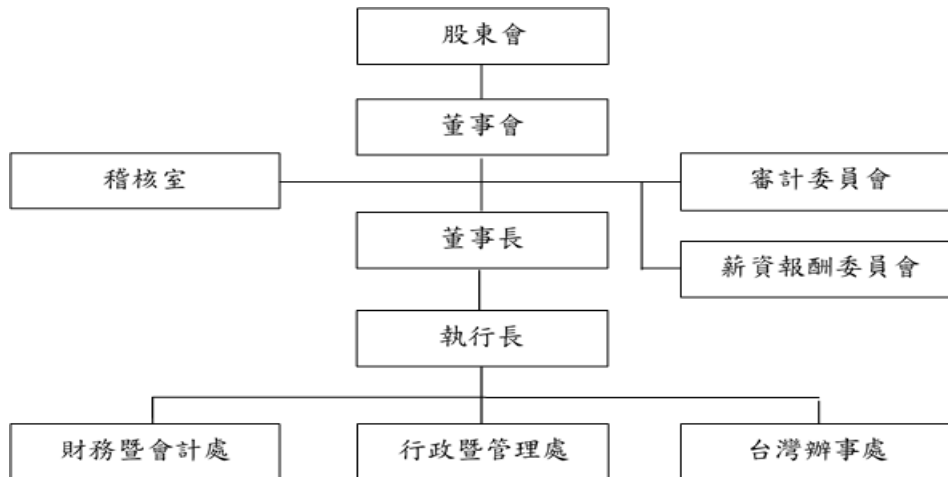 股東會
董事會
稽核室
審計委員會
董事長
薪資報酬委員會
執行長
財務暨會計處
行政暨管理處
台灣辦事處